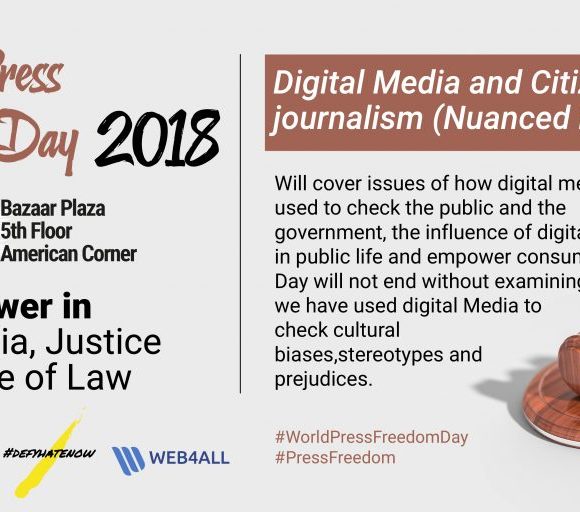 Press
Day 2018
Bazaar Plaza
5th Floor
American Corner
wer in
ia, Justice
e of Law
#DEFYHATENOW
WEB4ALL
Digital Media and Citi
journalism (Nuanced
Will cover issues of how digital me
used to check the public and the
government, the influence of digita
in public life and empower consum
Day will not end without examining
we have used digital Media to
check cultural
biases,stereotypes and
prejudices.
#WorldPressFreedomDay
#PressFreedom